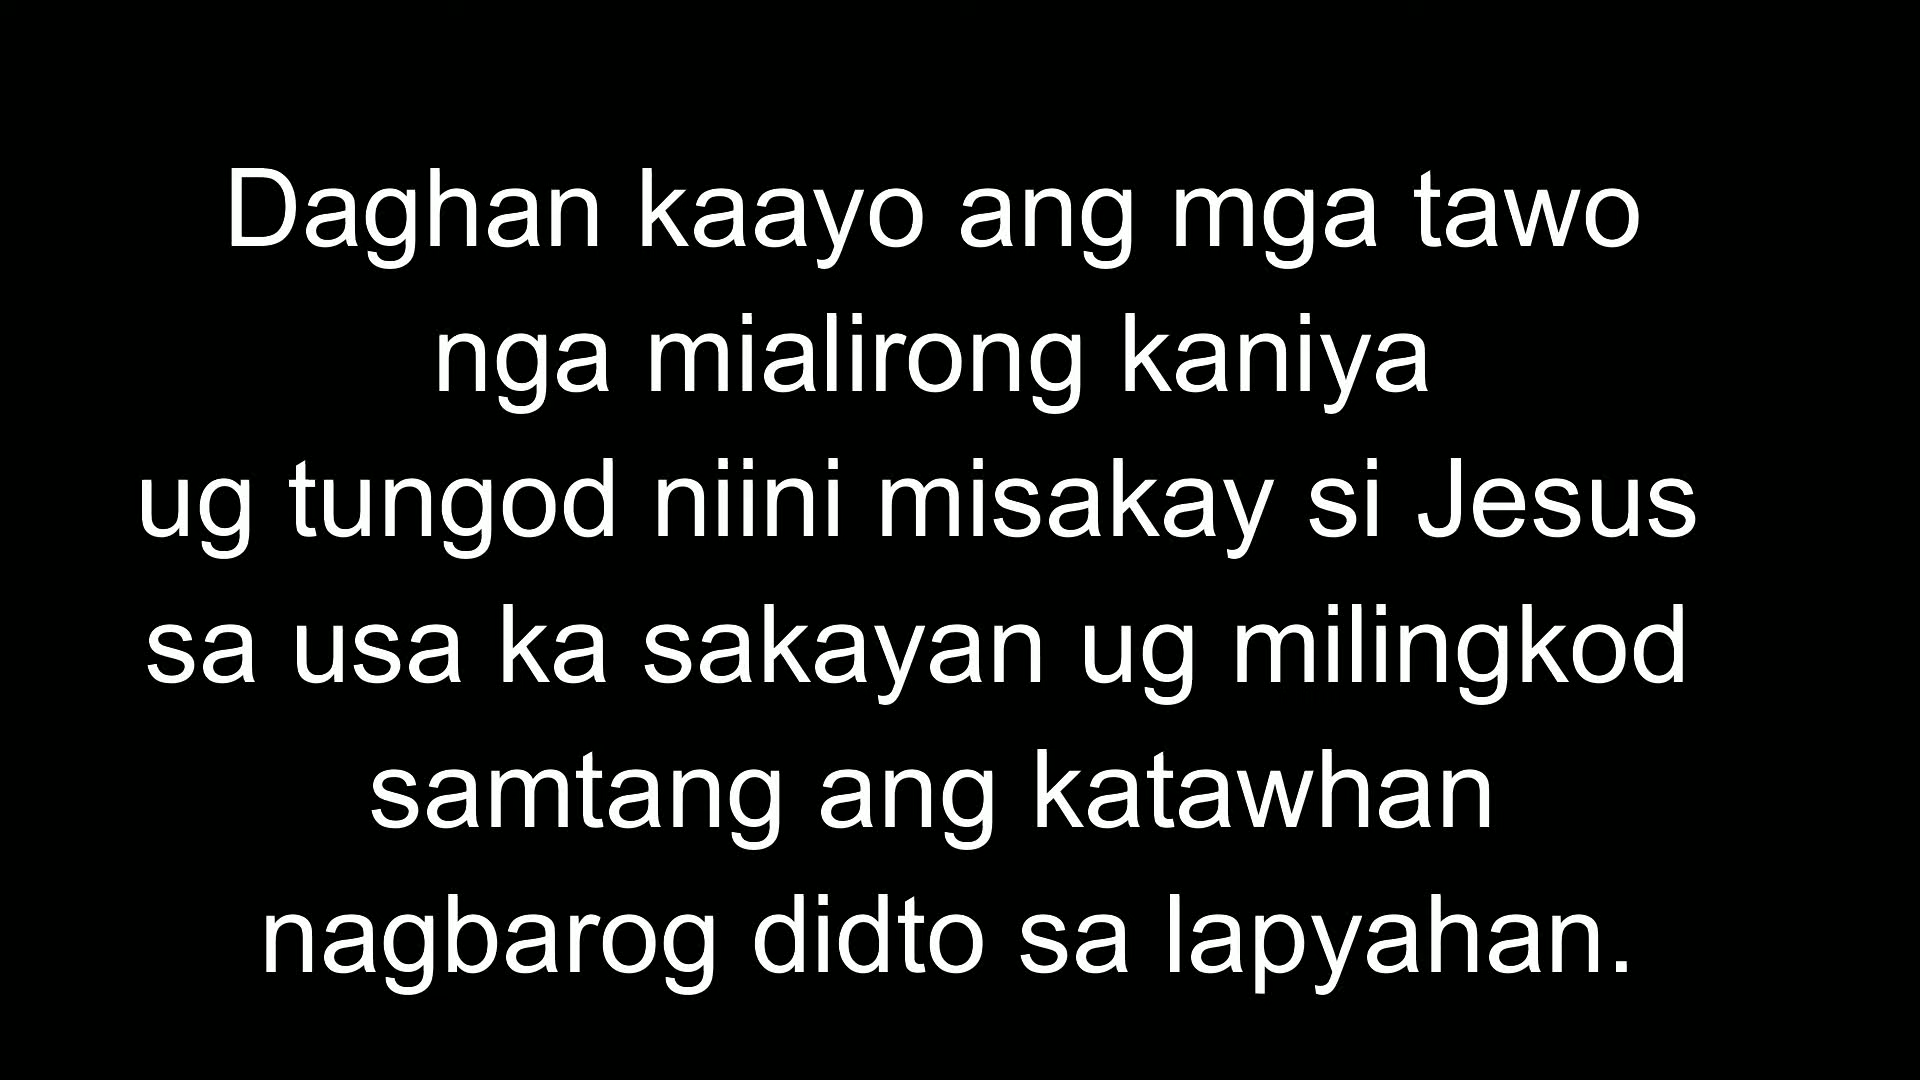 Daghan kaayo ang mga tawo
nga mialirong kaniya
ug tungod niini misakay si Jesus
sa usa ka sakayan ug milingkod
samtang ang katawhan
nagbarog didto sa lapyahan.